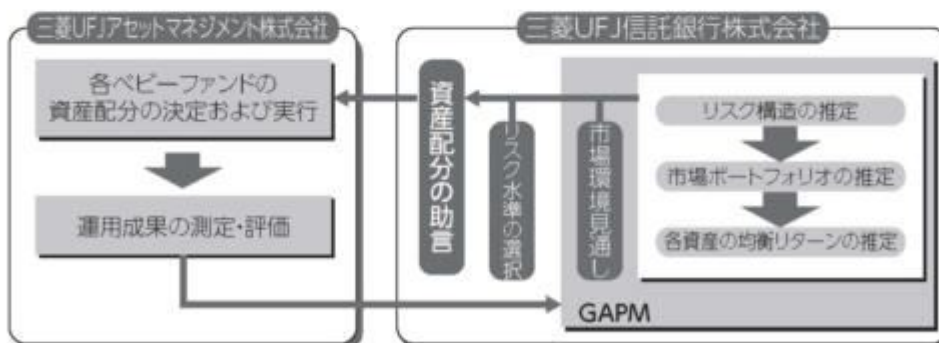 三菱UFJアセットマネジメント株式会社
各ベビーファンドの
資産配分の決定および実行
運用成果の測定・評価
三菱UFJ信託銀行株式会社
資産配分の助言
リスク水準の選択
市場環境見通し
リスク構造の推定
市場ポートフォリオの推定
各資産の均衡リターンの推定
GAPM